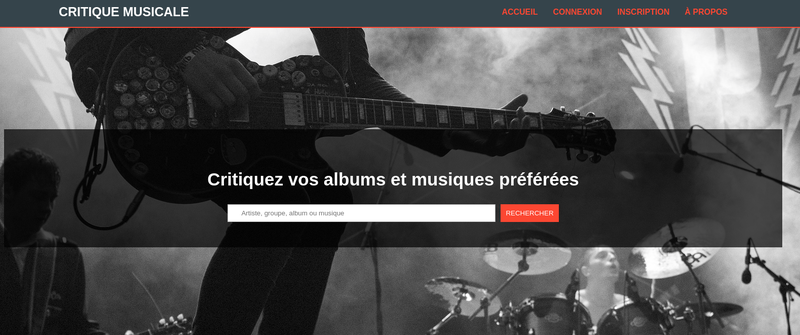 CRITIQUE MUSICALE
ACCUEIL CONNEXION INSCRIPTION À PROPOS
Critiquez vos albums et musiques préférées
Artiste, groupe, album ou musique
RECHERCHER